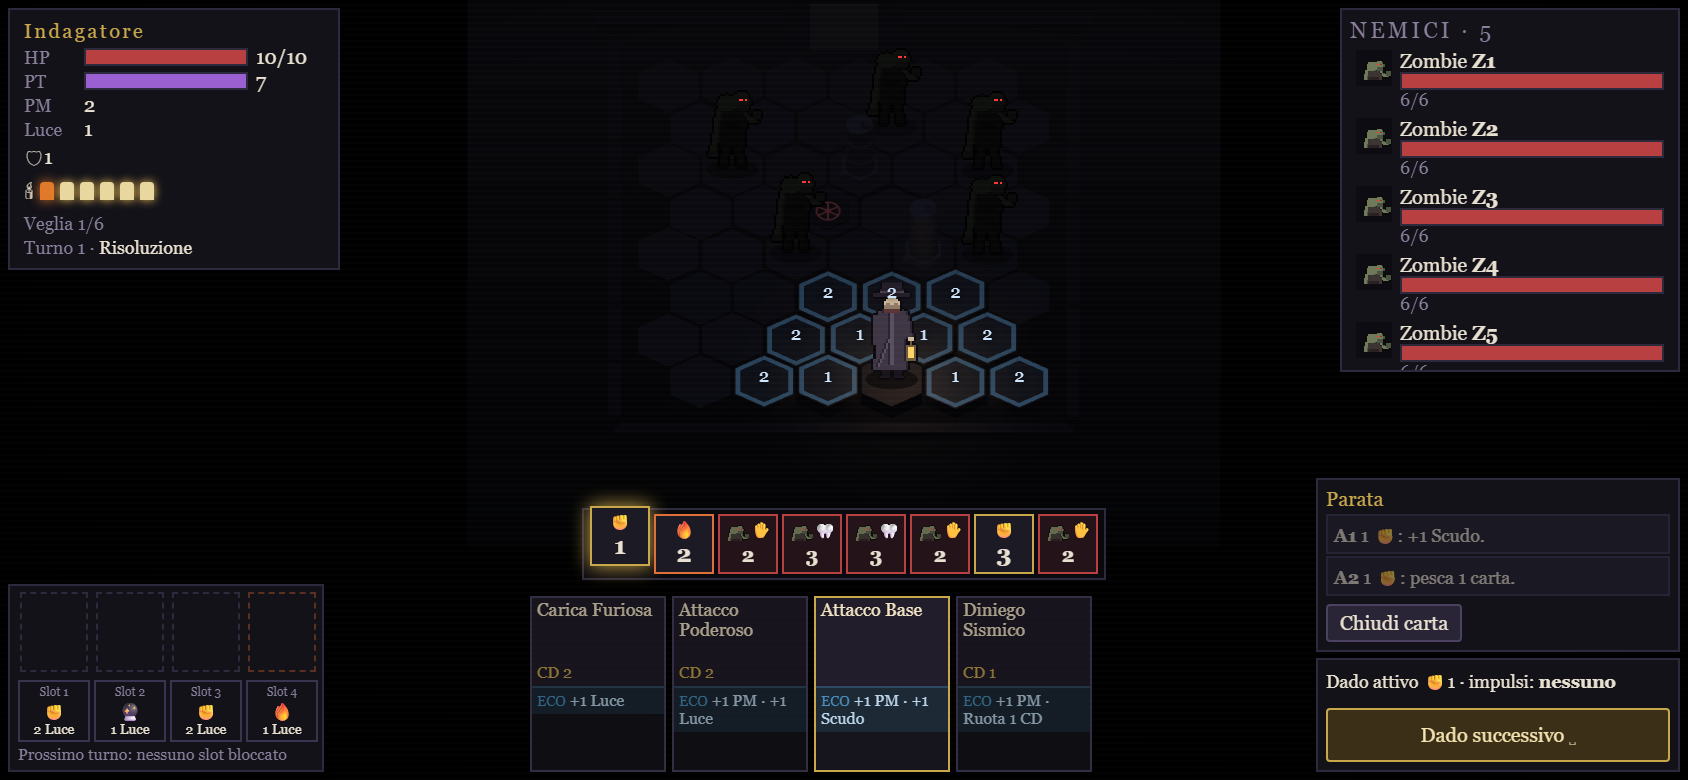 Indagatore
HP 10/10
PT 7
PM 2
Luce 1
1
Veglia 1/6
Turno 1 · Risoluzione
NEMICI · 5
Zombie Z1
6/6
Zombie Z2
6/6
Zombie Z3
6/6
Zombie Z4
6/6
Zombie Z5
2 2 2
2 1 1 2
2 1 1 2
1 2 2 3 3 2 3 2
Parata
A1 1 ✊: +1 Scudo.
A2 1 ✊: pesca 1 carta.
Chiudi carta
Dado attivo ✊1 · impulsi: nessuno
Dado successivo ⎵
Slot 1
2 Luce
Slot 2
1 Luce
Slot 3
2 Luce
Slot 4
1 Luce
Prossimo turno: nessuno slot bloccato
Carica Furiosa
CD 2
ECO +1 Luce
Attacco
Poderoso
CD 2
ECO +1 PM · +1
Luce
Attacco Base
ECO +1 PM · +1
Scudo
Diniego
Sismico
CD 1
ECO +1 PM ·
Ruota 1 CD